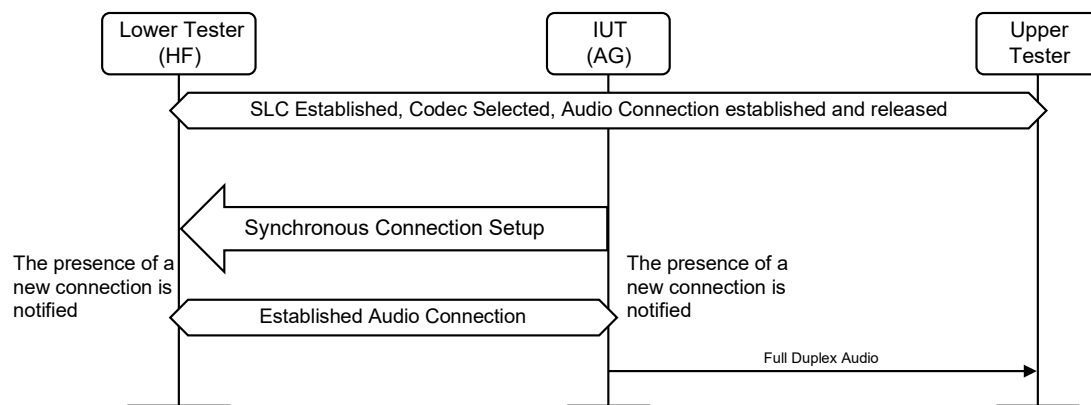 Lower Tester
(HF)
IUT
(AG)
Upper
Tester
SLC Established, Codec Selected, Audio Connection established and released
Synchronous Connection Setup
The presence of a
new connection is
notified
The presence of a
new connection is
notified
Established Audio Connection
Full Duplex Audio